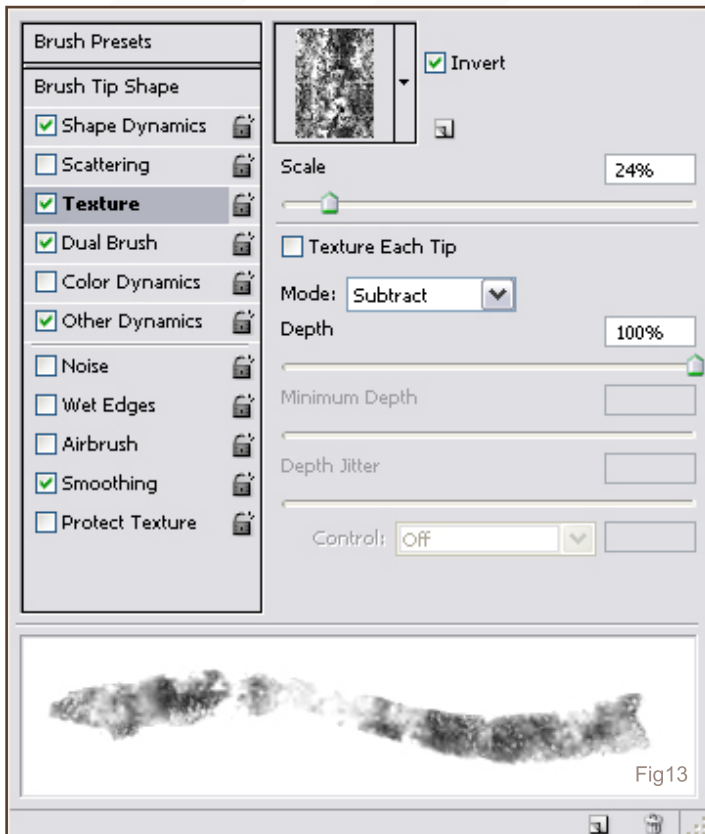 Brush Presets
Brush Tip Shape
Shape Dynamics
Scattering
Texture
Dual Brush
Color Dynamics
Other Dynamics
Noise
Wet Edges
Airbrush
Smoothing
Protect Texture
Invert
Scale 24%
Texture Each Tip
Mode: Subtract
Depth 100%
Minimum Depth
Depth Jitter
Control: Off
Fig13